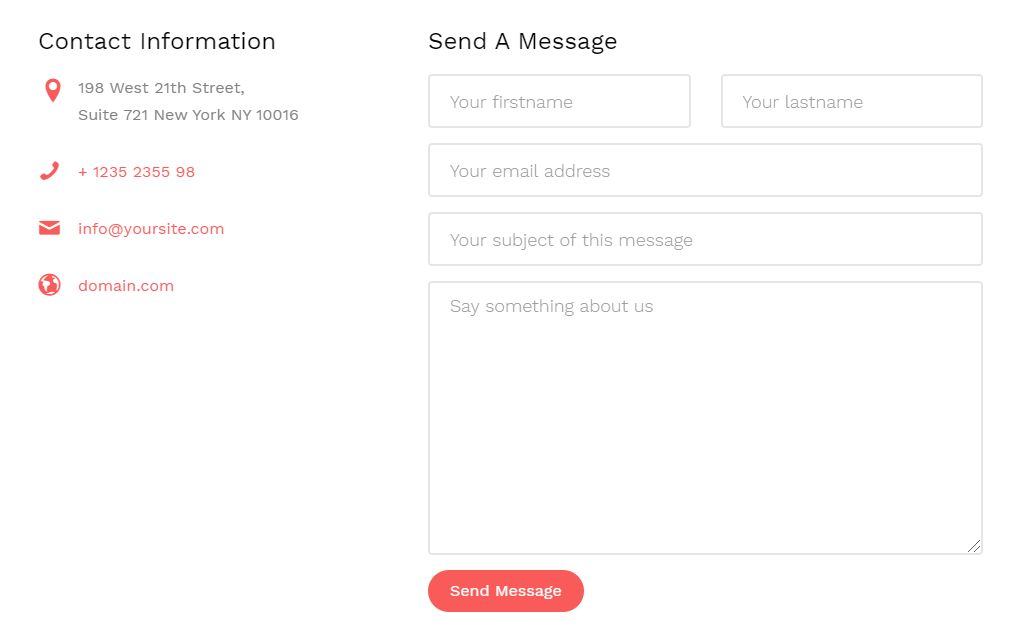 Contact Information
198 West 21th Street,
Suite 721 New York NY 10016
+ 1235 2355 98
info@yoursite.com
domain.com
Send A Message
Your firstname
Your lastname
Your email address
Your subject of this message
Say something about us
Send Message